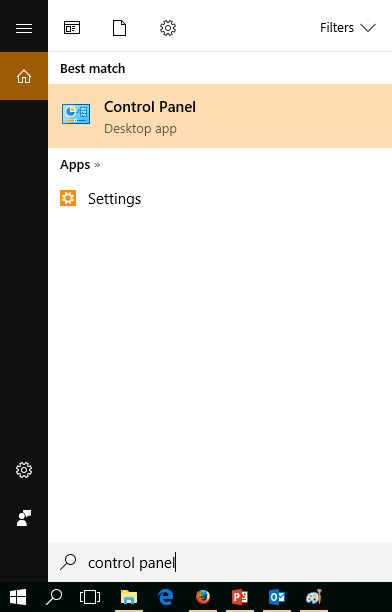 Filters
Best match
Control Panel
Desktop app
Apps »
Settings
control panel